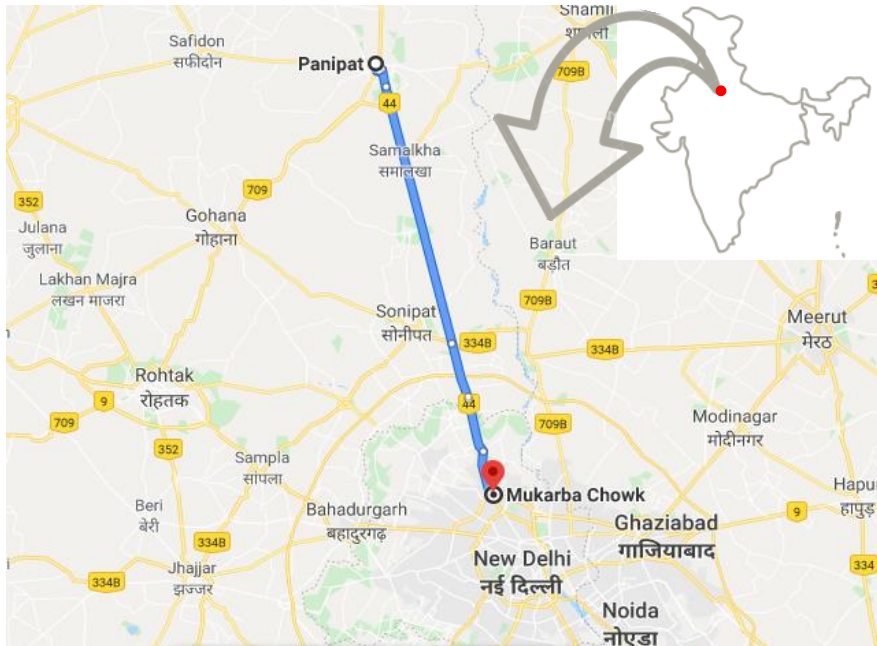 Shamli
शामली
Safidon
सफीदोन
Panipat
709B
44
Samalkha
समालखा
709
352
Gohana
गोहाना
Julana
जुलाना
Baraut
बड़ौत
Lakhan Majra
लखन माजरा
709B
Sonipat
सोनीपत
Meerut
मेरठ
334B
334B
Rohtak
रोहतक
9
44
709
709B
Modinagar
मोदीनगर
352
Sampla
सांपला
Hapu
हापुड़
Mukarba Chowk
Beri
बेरी
Bahadurgarh
बहादुरगढ़
Ghaziabad
गाजियाबाद
9
334B
New Delhi
नई दिल्ली
334B
Jhajjar
झज्जर
334
Noida
नोएडा